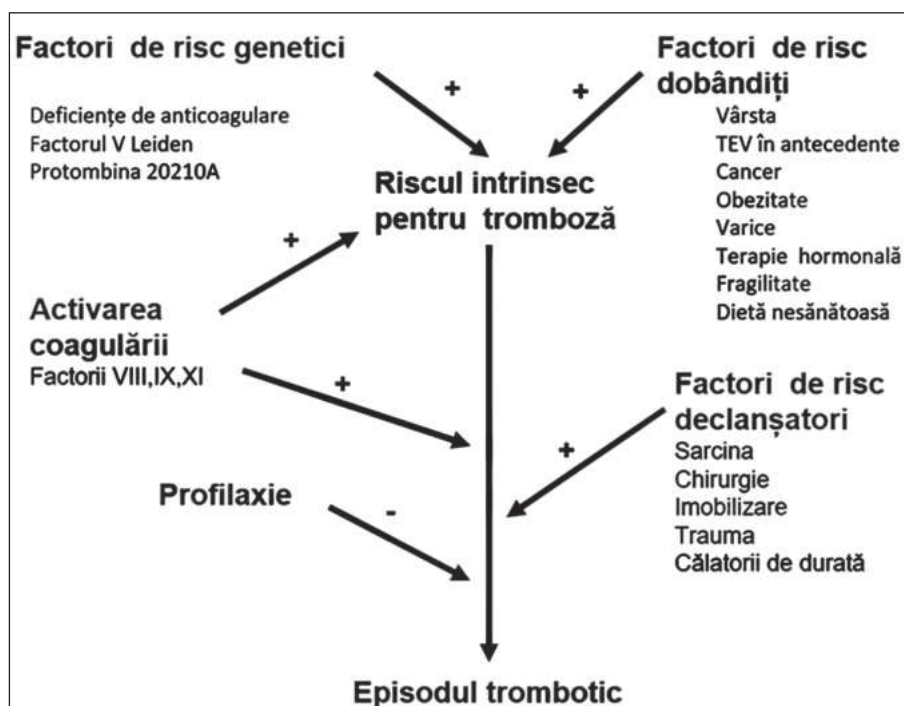 Factori de risc genetici
Deficiențe de anticoagulare
Factorul V Leiden
Protombina 20210A
+
+
Factori de risc
dobândiți
Vârsta
TEV în antecedente
Cancer
Obezitate
Varice
Terapie hormonală
Fragilitate
Dietă nesănătoasă
Riscul intrinsec
pentru tromboză
+
Activarea
coagulării
Factorii VIII,IX,XI
+
Factori de risc
declanșatori
Sarcina
Chirurgie
Imobilizare
Trauma
Călatorii de durată
+
Profilaxie
-
Episodul trombotic